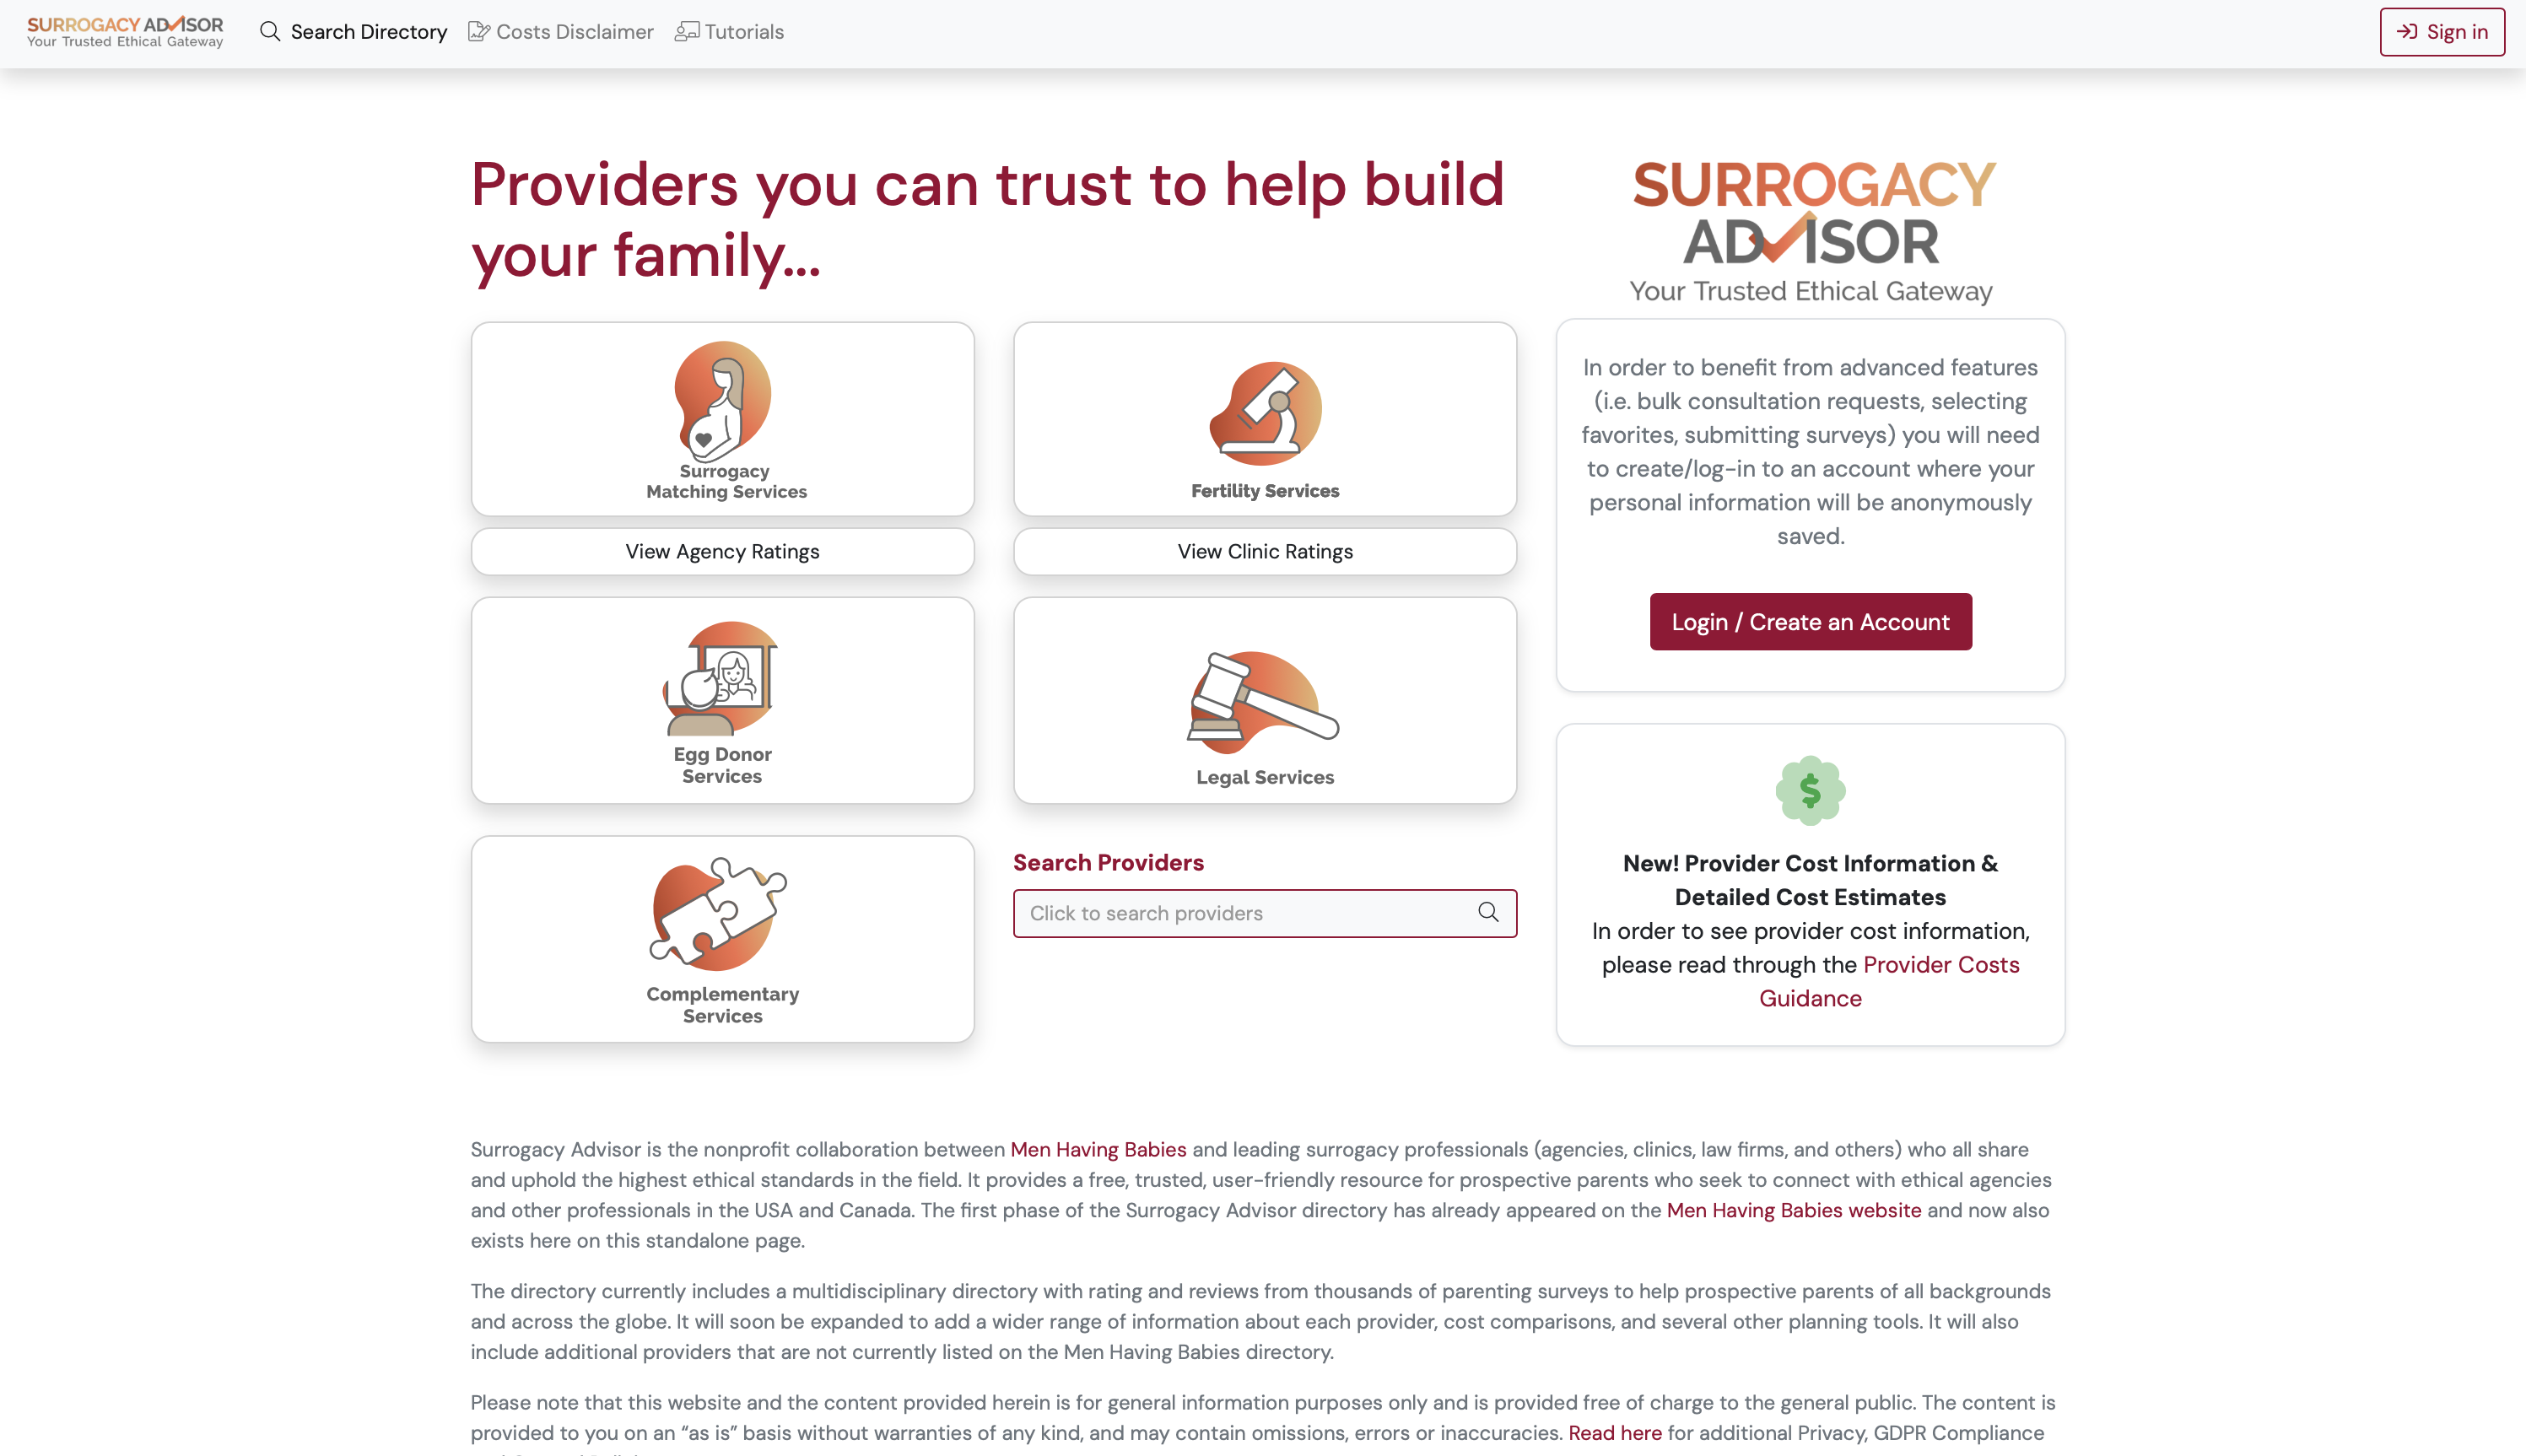 SURROGACY ADVISOR
Your Trusted Ethical Gateway
Search Directory
Costs Disclaimer
Tutorials
Sign in
Providers you can trust to help build
your family...
Surrogacy
Matching Services
Fertility Services
View Agency Ratings
View Clinic Ratings
Egg Donor
Services
Legal Services
Complementary
Services
Search Providers
Click to search providers
SURROGACY
ADVISOR
Your Trusted Ethical Gateway
In order to benefit from advanced features
(i.e. bulk consultation requests, selecting
favorites, submitting surveys) you will need
to create/log-in to an account where your
personal information will be anonymously
saved.
Login / Create an Account
$
New! Provider Cost Information &
Detailed Cost Estimates
In order to see provider cost information,
please read through the Provider Costs
Guidance
Surrogacy Advisor is the nonprofit collaboration between Men Having Babies and leading surrogacy professionals (agencies, clinics, law firms, and others) who all share
and uphold the highest ethical standards in the field. It provides a free, trusted, user-friendly resource for prospective parents who seek to connect with ethical agencies
and other professionals in the USA and Canada. The first phase of the Surrogacy Advisor directory has already appeared on the Men Having Babies website and now also
exists here on this standalone page.
The directory currently includes a multidisciplinary directory with rating and reviews from thousands of parenting surveys to help prospective parents of all backgrounds
and across the globe. It will soon be expanded to add a wider range of information about each provider, cost comparisons, and several other planning tools. It will also
include additional providers that are not currently listed on the Men Having Babies directory.
Please note that this website and the content provided herein is for general information purposes only and is provided free of charge to the general public. The content is
provided to you on an “as is” basis without warranties of any kind, and may contain omissions, errors or inaccuracies. Read here for additional Privacy, GDPR Compliance